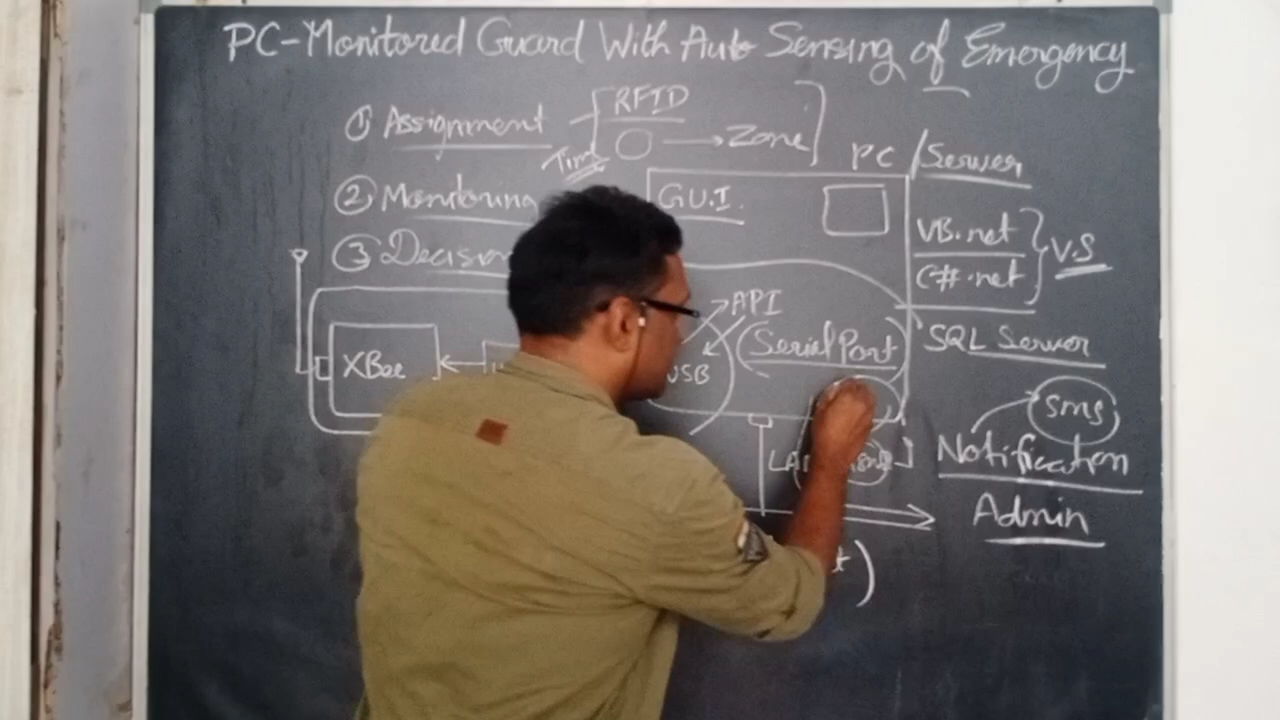 PC-Monitored Guard With Auto Sensing of Emergency
① Assignment
RFID
Time
Zone
PC/Server
② Monitoring
G.U.I.
VB.net
C#.net
V.S
③ Decision
API
XBee
USB
Serial Port
SQL Server
sms
Notification
Admin